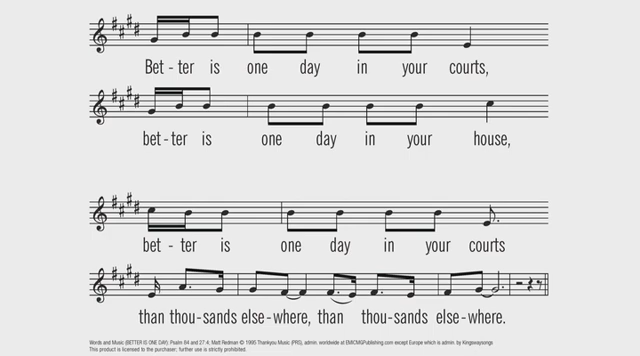 Bet - ter is one day in your courts,
bet - ter is one day in your house,
bet - ter is one day in your courts
than thou - sands else - where, than thou - sands else - where.
Words and Music (BETTER IS ONE DAY): Psalm 84 and 27:4; Matt Redman © 1995 Thankyou Music (PRS), admin. worldwide at EMICMGPublishing.com except Europe which is admin. by Kingswaysongs.
This product is licensed to the purchaser; further use is strictly prohibited.